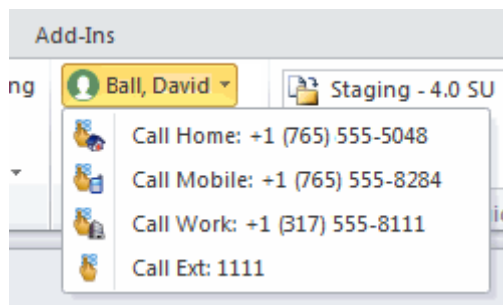 Add-Ins
ng
Ball, David
Staging - 4.0 SU
Call Home: +1 (765) 555-5048
Call Mobile: +1 (765) 555-8284
Call Work: +1 (317) 555-8111
Call Ext: 1111